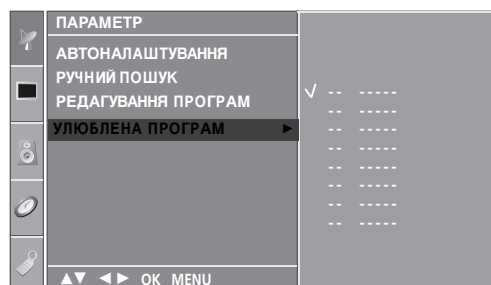 ПАРАМЕТР
АВТОНАЛАШТУВАННЯ
РУЧНИЙ ПОШУК
РЕДАГУВАННЯ ПРОГРАМ
УЛЮБЛЕНА ПРОГРАМ ►
√ -- -----
-- -----
-- -----
-- -----
-- -----
-- -----
-- -----
-- -----
▲▼ ◄► OK MENU